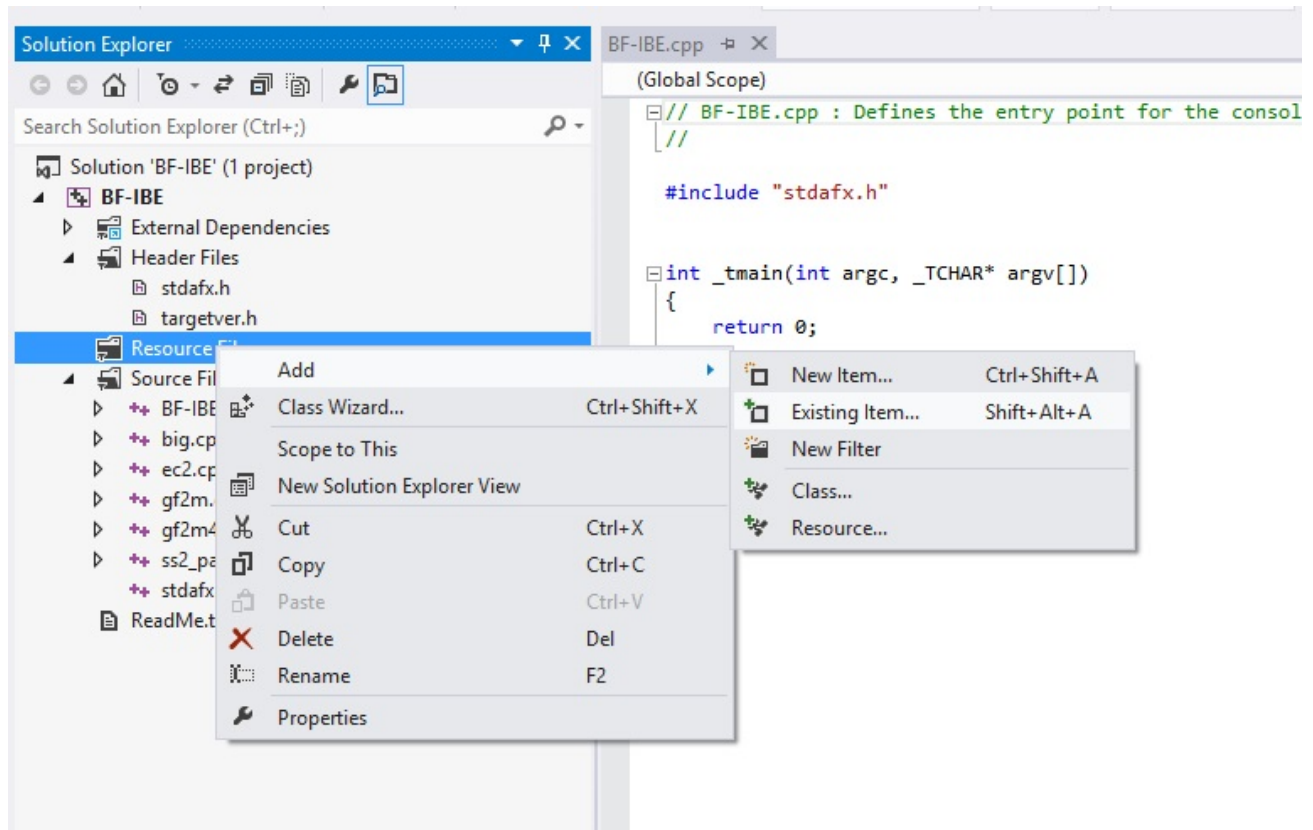 Solution Explorer
Search Solution Explorer (Ctrl+;)
Solution 'BF-IBE' (1 project)
BF-IBE
External Dependencies
Header Files
stdafx.h
targetver.h
Resource
Source Fil
BF-IBE
big.cp
ec2.cp
gf2m.
gf2m4
ss2_pa
stdafx
ReadMe.t
Add
Class Wizard... Ctrl+Shift+X
Scope to This
New Solution Explorer View
Cut Ctrl+X
Copy Ctrl+C
Paste Ctrl+V
Delete Del
Rename F2
Properties
New Item... Ctrl+Shift+A
Existing Item... Shift+Alt+A
New Filter
Class...
Resource...
BF-IBE.cpp
(Global Scope)
// BF-IBE.cpp : Defines the entry point for the consol
//
#include "stdafx.h"
int _tmain(int argc, _TCHAR* argv[])
{
return 0;